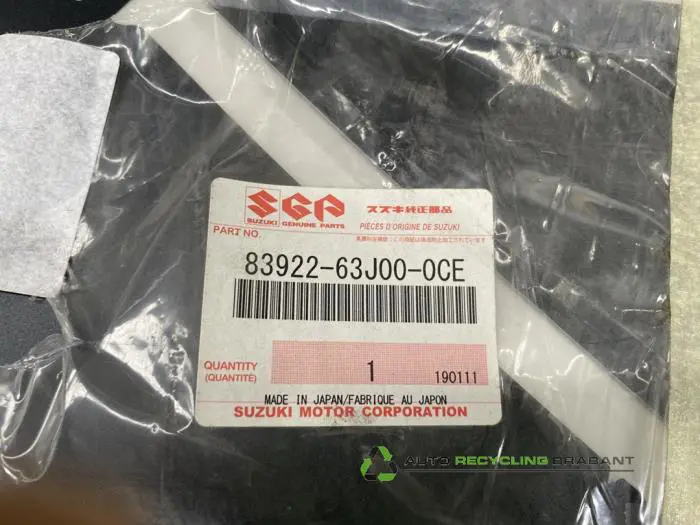 SGP スズキ純正部品
SUZUKI GENUINE PARTS PIÈCES D'ORIGINE DE SUZUKI
PART NO.
83922-63J00-0CE
QUANTITY 1 190111
(QUANTITÉ)
MADE IN JAPAN/FABRIQUE AU JAPON
SUZUKI MOTOR CORPORATION
AUTO RECYCLING BRABANT